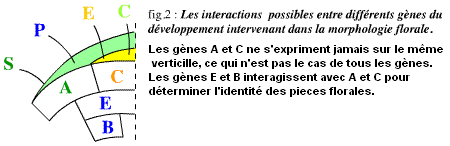 E
C
P
S
A
C
E
B
fig.2 : Les interactions possibles entre différents gènes du
développement intervenant dans la morphologie florale.
Les gènes A et C ne s'expriment jamais sur le même
verticille, ce qui n'est pas le cas de tous les gènes.
Les gènes E et B interagissent avec A et C pour
déterminer l'identité des pieces florales.